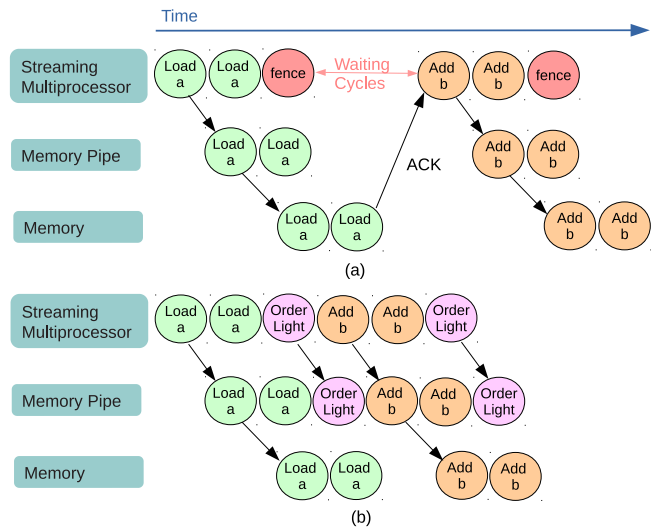 Time
Streaming
Multiprocessor
Load
a
Load
a
fence
Waiting
Cycles
Add
b
Add
b
fence
Memory Pipe
Load
a
Load
a
ACK
Add
b
Add
b
Memory
Load
a
Load
a
Add
b
Add
b
(a)
Streaming
Multiprocessor
Load
a
Load
a
Order
Light
Add
b
Add
b
Order
Light
Memory Pipe
Load
a
Load
a
Order
Light
Add
b
Add
b
Order
Light
Memory
Load
a
Load
a
Add
b
Add
b
(b)